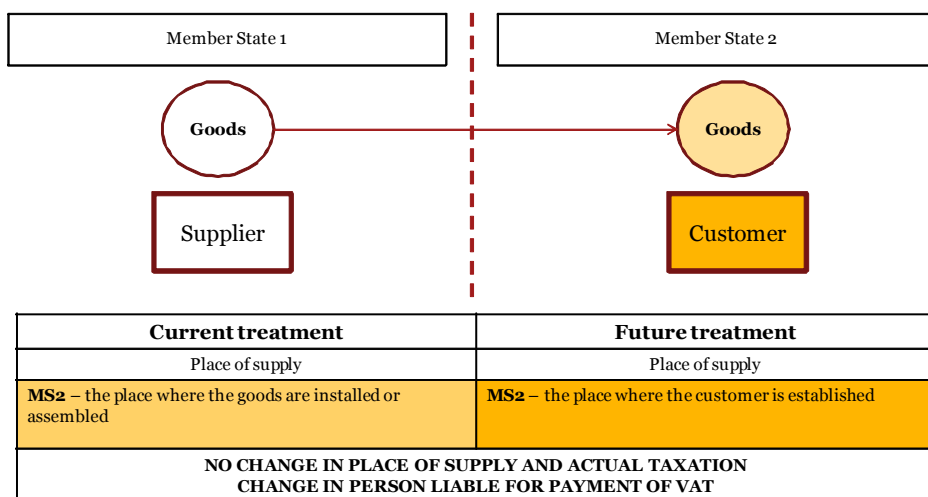 Member State 1
Member State 2
Goods
Goods
Supplier
Customer
Current treatment
Future treatment
Place of supply
Place of supply
MS2 – the place where the goods are installed or
assembled
MS2 – the place where the customer is established
NO CHANGE IN PLACE OF SUPPLY AND ACTUAL TAXATION
CHANGE IN PERSON LIABLE FOR PAYMENT OF VAT